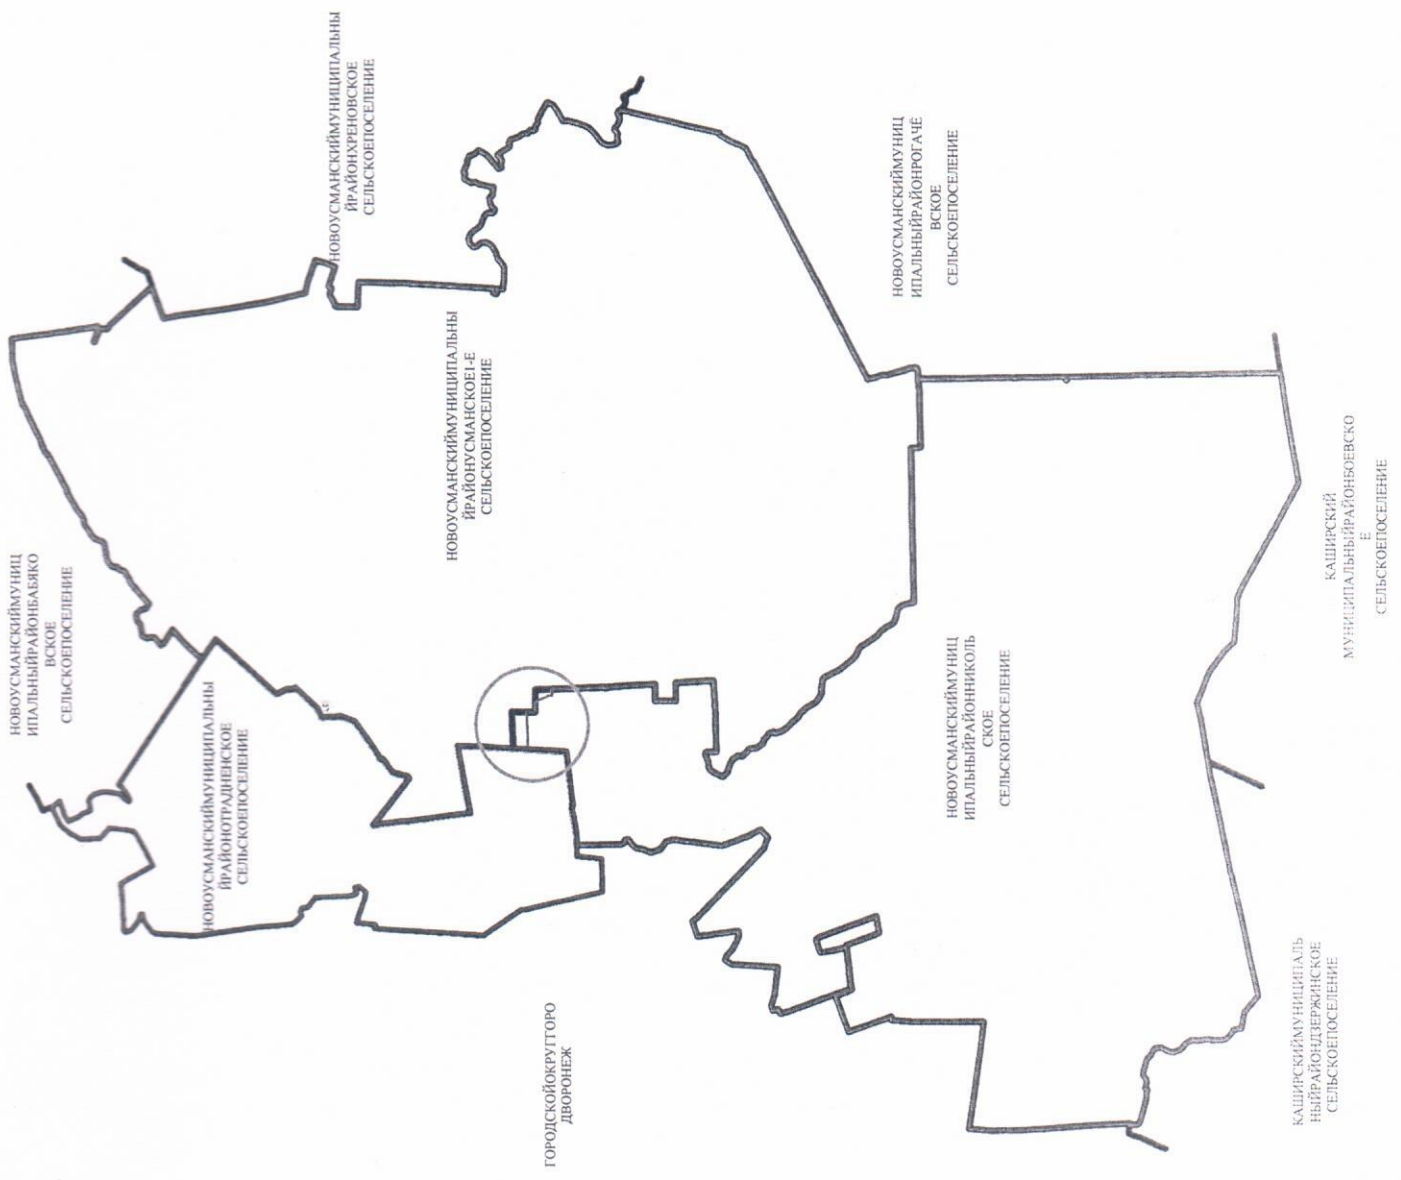 НОВОУСМАНСКИЙМУНИЦИПАЛЬНЫ
ЙРАЙОНХРЕНОВСКОЕ
СЕЛЬСКОЕПОСЕЛЕНИЕ
НОВОУСМАНСКИЙМУНИЦ
ИПАЛЬНЫЙРАЙОНРОГАЧЁ
ВСКОЕ
СЕЛЬСКОЕПОСЕЛЕНИЕ
НОВОУСМАНСКИЙМУНИЦИПАЛЬНЫ
ЙРАЙОНУСМАНСКОЕ1-Е
СЕЛЬСКОЕПОСЕЛЕНИЕ
НОВОУСМАНСКИЙМУНИЦ
ИПАЛЬНЫЙРАЙОНБАБЯКО
ВСКОЕ
СЕЛЬСКОЕПОСЕЛЕНИЕ
НОВОУСМАНСКИЙМУНИЦИПАЛЬНЫ
ЙРАЙОНОТРАДНЕНСКОЕ
СЕЛЬСКОЕПОСЕЛЕНИЕ
НОВОУСМАНСКИЙМУНИЦ
ИПАЛЬНЫЙРАЙОННИКОЛЬ
СКОЕ
СЕЛЬСКОЕПОСЕЛЕНИЕ
КАШИРСКИЙ
МУНИЦИПАЛЬНЫЙРАЙОНБОЕВСКО
Е
СЕЛЬСКОЕПОСЕЛЕНИЕ
ГОРОДСКОЙОКРУГГОРО
ДВОРОНЕЖ
КАШИРСКИЙМУНИЦИПАЛЬ
НЫЙРАЙОНДЗЕРЖИНСКОЕ
СЕЛЬСКОЕПОСЕЛЕНИЕ